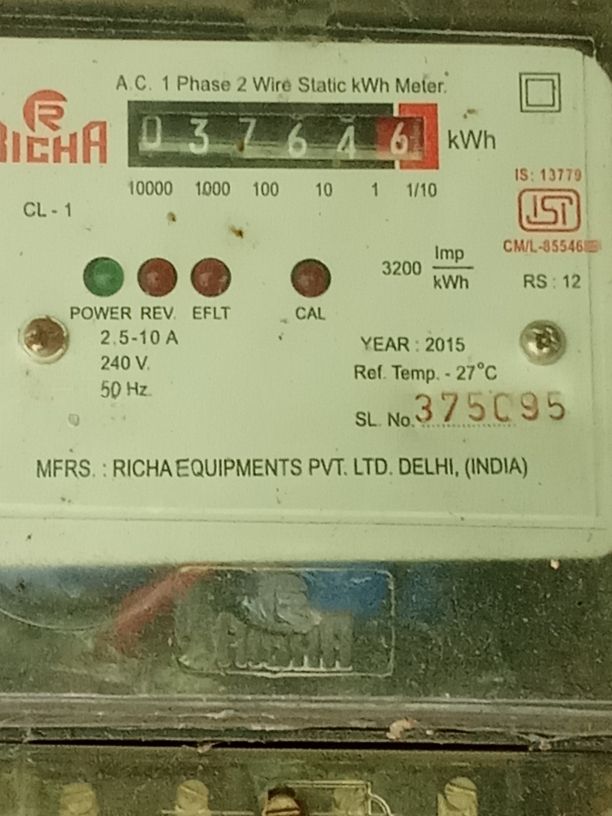 A.C. 1 Phase 2 Wire Static kWh Meter.
R
RICHA
0 3 7 6 4 6 kWh
10000 1000 100 10 1 1/10
IS: 13779
ISI
CM/L-85546
CL - 1
3200 Imp/kWh
RS : 12
POWER REV. EFLT CAL
2.5-10 A
240 V.
50 Hz.
YEAR : 2015
Ref. Temp. - 27°C
SL. No. 375095
MFRS. : RICHA EQUIPMENTS PVT. LTD. DELHI, (INDIA)
RICHA